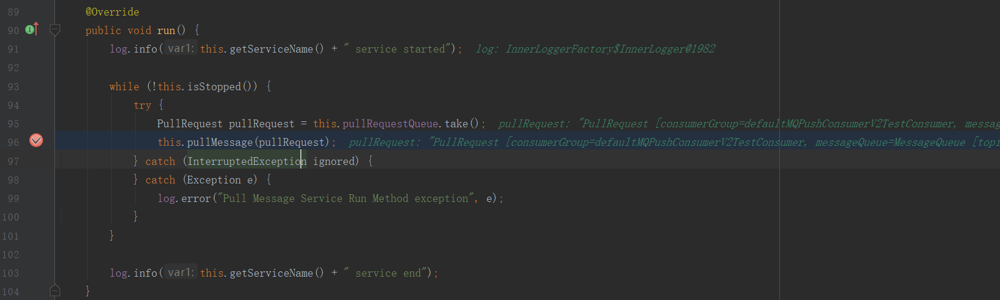 89 @Override
90 public void run() {
91 log.info( var1: this.getServiceName() + " service started"); log: InnerLoggerFactory$InnerLogger@1982
92
93 while (!this.isStopped()) {
94 try {
95 PullRequest pullRequest = this.pullRequestQueue.take(); pullRequest: "PullRequest [consumerGroup=defaultMQPushConsumerV2TestConsumer, messag
96 this.pullMessage(pullRequest); pullRequest: "PullRequest [consumerGroup=defaultMQPushConsumerV2TestConsumer, messageQueue=MessageQueue [topi
97 } catch (InterruptedException ignored) {
98 } catch (Exception e) {
99 log.error("Pull Message Service Run Method exception", e);
100 }
101 }
102
103 log.info( var1: this.getServiceName() + " service end");
104 }